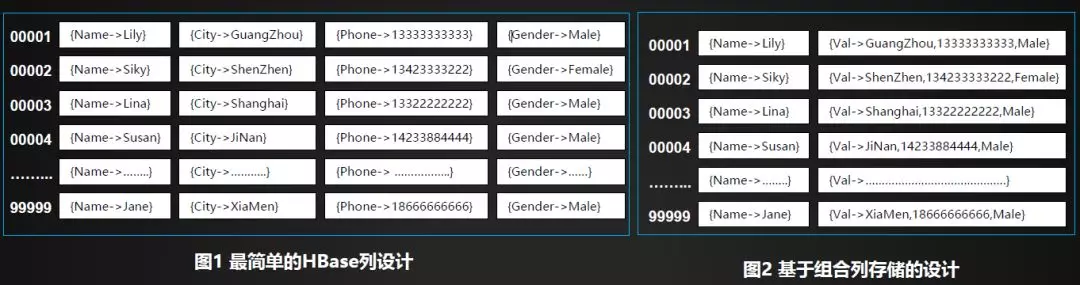 00001 {Name->Lily} {City->GuangZhou} {Phone->13333333333} {Gender->Male}
00002 {Name->Siky} {City->ShenZhen} {Phone->13423333222} {Gender->Female}
00003 {Name->Lina} {City->Shanghai} {Phone->13322222222} {Gender->Male}
00004 {Name->Susan} {City->JiNan} {Phone->14233884444} {Gender->Male}
......... {Name->........} {City->...........} {Phone-> .................} {Gender->......}
99999 {Name->Jane} {City->XiaMen} {Phone->18666666666} {Gender->Male}
图1 最简单的HBase列设计
00001 {Name->Lily} {Val->GuangZhou,13333333333,Male}
00002 {Name->Siky} {Val->ShenZhen,134233333222,Female}
00003 {Name->Lina} {Val->Shanghai,13322222222,Male}
00004 {Name->Susan} {Val->JiNan,14233884444,Male}
......... {Name->........} {Val->..........................................}
99999 {Name->Jane} {Val->XiaMen,18666666666,Male}
图2 基于组合列存储的设计